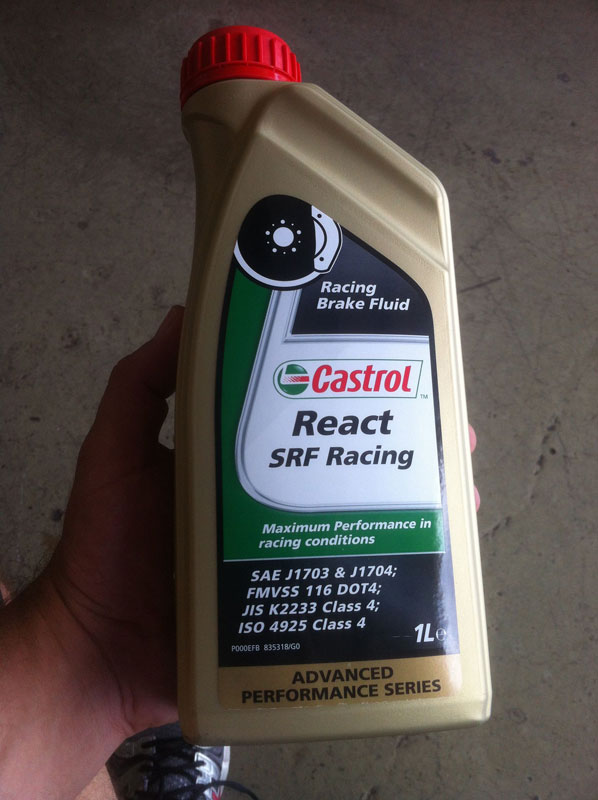 Racing
Brake Fluid
Castrol
TM
React
SRF Racing
Maximum Performance in
racing conditions
SAE J1703 & J1704;
FMVSS 116 DOT4;
JIS K2233 Class 4;
ISO 4925 Class 4
1L℮
P000EFB 835318/G0
ADVANCED
PERFORMANCE SERIES